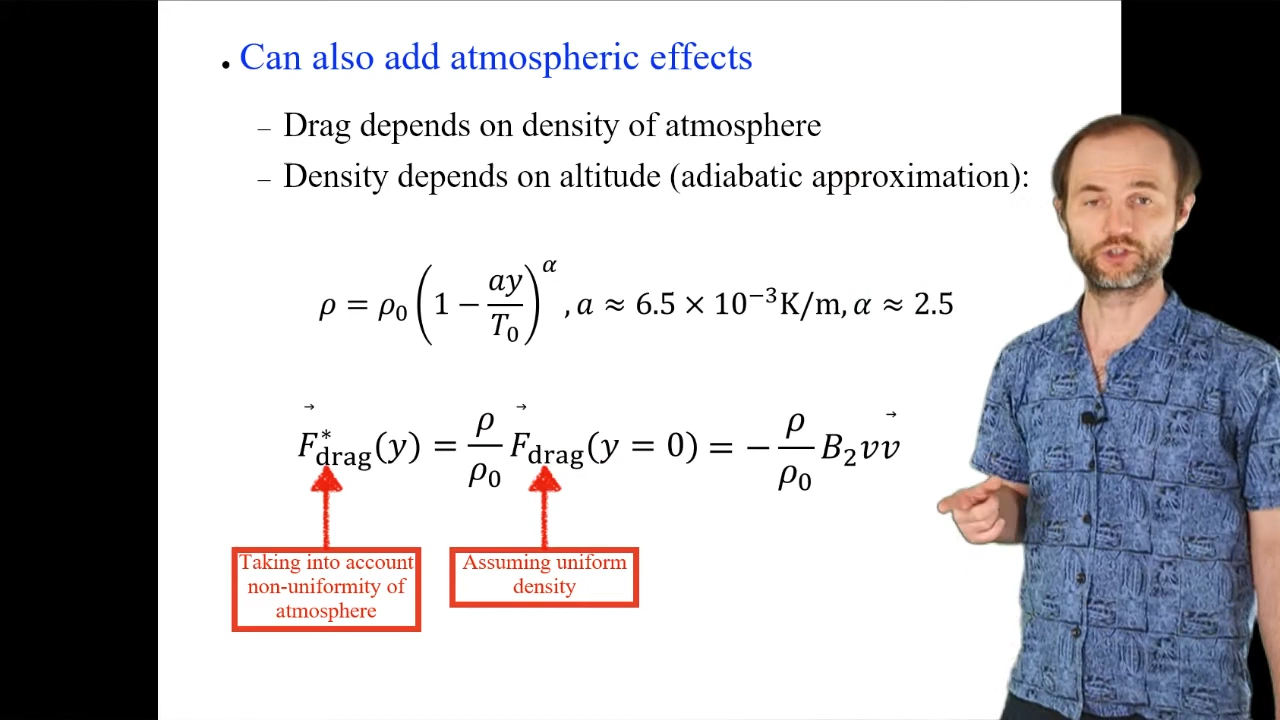 • Can also add atmospheric effects
– Drag depends on density of atmosphere
– Density depends on altitude (adiabatic approximation):
ρ = ρ₀ (1 − ay/T₀)^α, a ≈ 6.5 × 10⁻³K/m, α ≈ 2.5
F⃗*drag(y) = ρ/ρ₀ F⃗drag(y = 0) = − ρ/ρ₀ B₂vv⃗
Taking into account
non-uniformity of
atmosphere
Assuming uniform
density